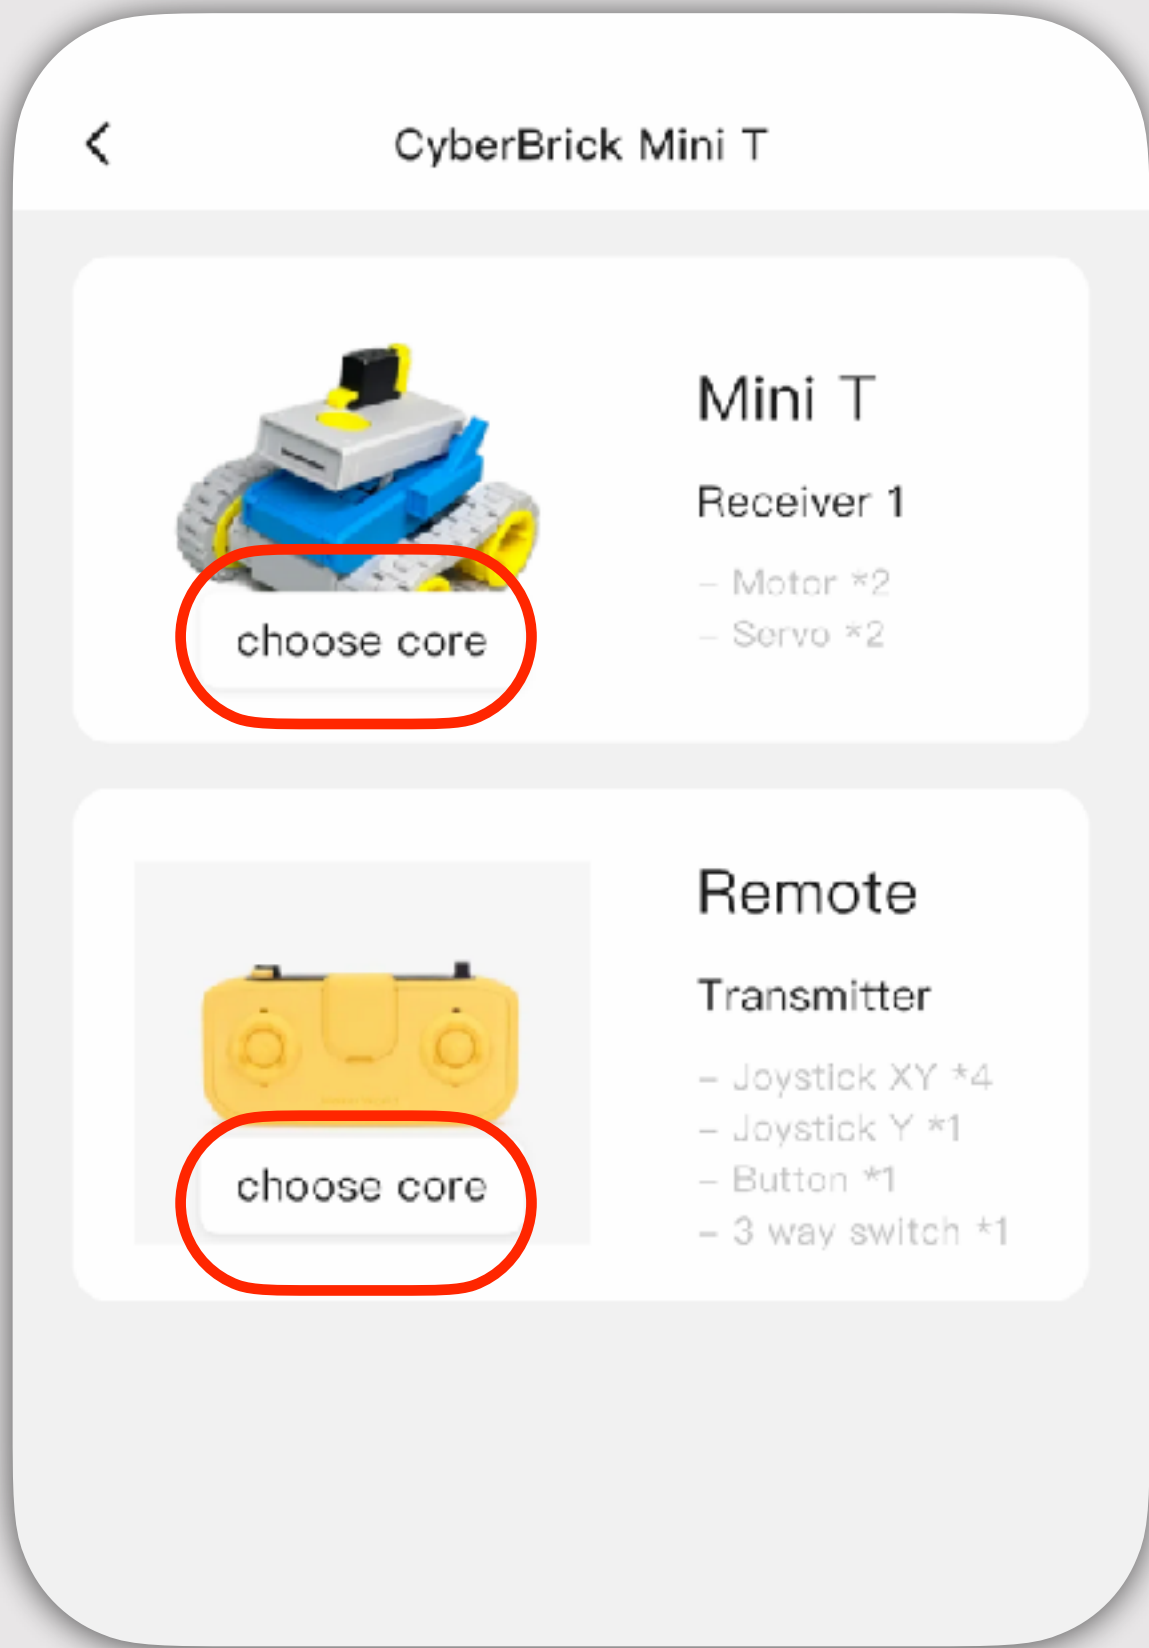 CyberBrick Mini T
Mini T
Receiver 1
- Motor *2
- Servo *2
choose core
Remote
Transmitter
- Joystick XY *4
- Joystick Y *1
- Button *1
- 3 way switch *1
choose core